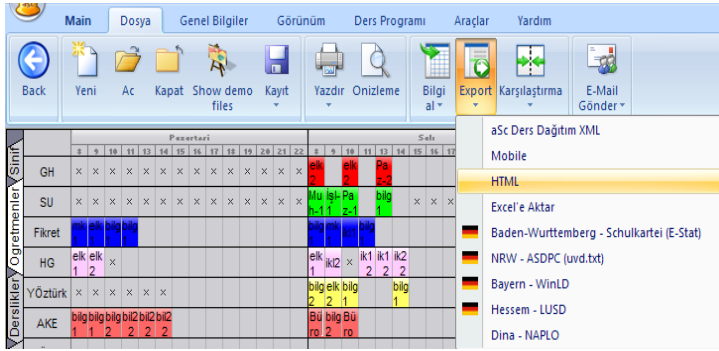 Main Dosya Genel Bilgiler Görünüm Ders Programı Araçlar Yardım
Back Yeni Ac Kapat Show demo files Kayıt Yazdır Onizleme Bilgi al Export Karşılaştırma E-Mail Gönder
aSc Ders Dağıtım XML
Mobile
HTML
Excel'e Aktar
Baden-Wurttemberg - Schulkartei (E-Stat)
NRW - ASDPC (uvd.txt)
Bayern - WinLD
Hessem - LUSD
Dina - NAPLO
Sinif
Ogretmenler
Derslikler
Pazartesi Salı
8 9 10 11 13 14 15 16 17 18 19 20 21 22 8 9 10 11 13 14 15 16 17
GH x x x x x x x x x x x x x x elk 2 elk 2 Pa z-2
SU x x x x x x x x x x x x x x Mu h-1 İşl- 1 Pa z-1 bilg 1 x x x
Fikret
HG elk 1 elk 2 x elk 1 ikl2 x ik1 2 ik1 2 ik2 2
YÖztürk x x x x x x bilg 2 elk 2 bilg 1 bilg 1
AKE bilg 1 bilg 1 bilg 2 bil2 2 bil2 2 bil2 2 Bü ro bilg 2 Bü ro